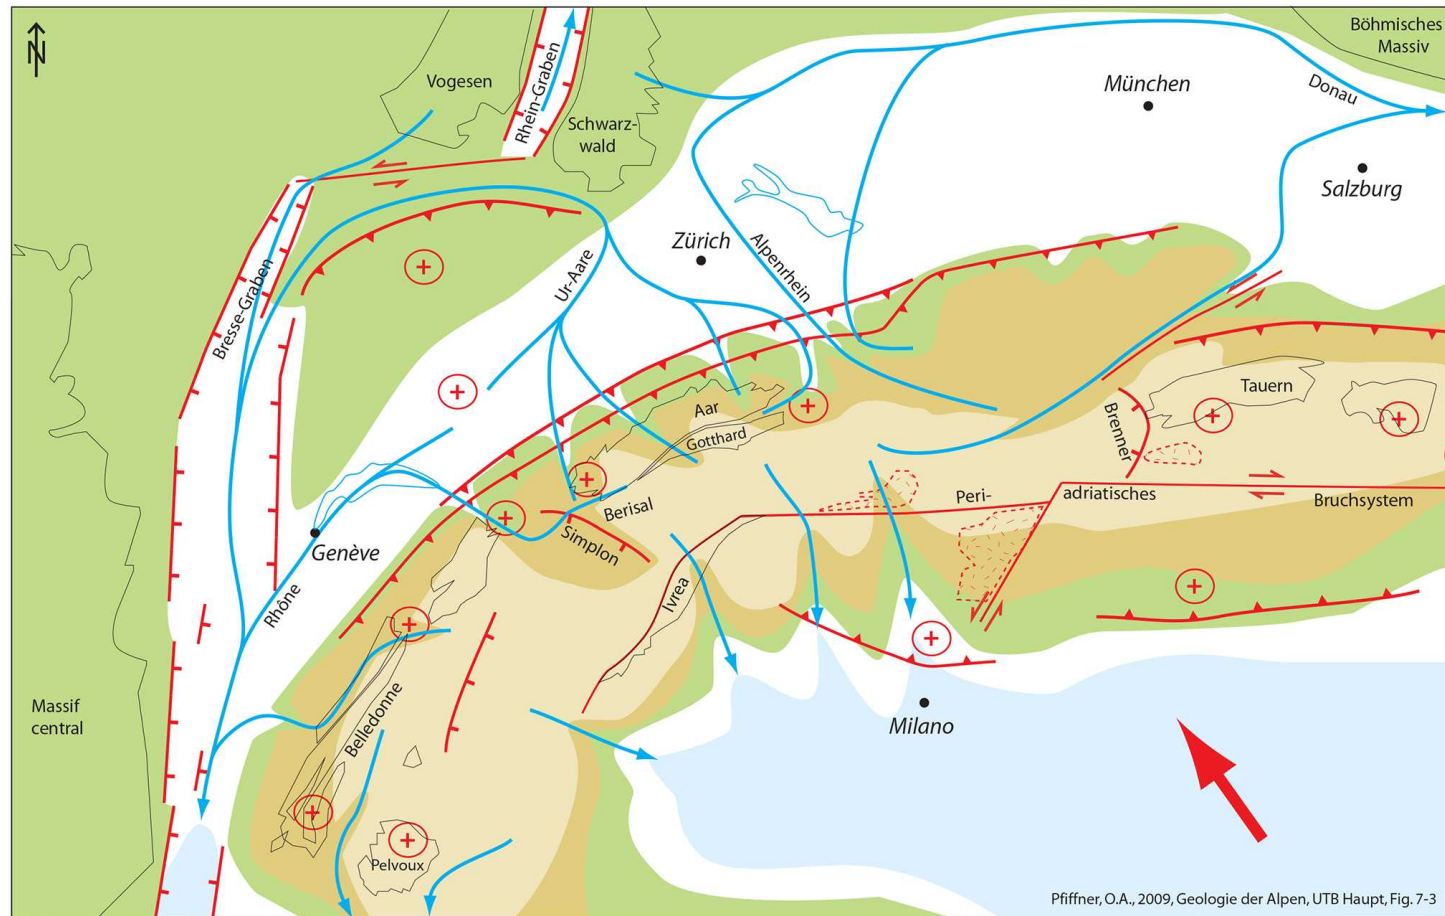 N
Böhmisches
Massiv
Vogesen
Rhein-Graben
München
Donau
Schwarz-
wald
Salzburg
Zürich
Alpenrhein
Ur-Aare
Bresse-Graben
Tauern
Brenner
Aar
Gotthard
Peri-
adriatisches
Bruchsystem
Berisal
Simplon
Genève
Rhône
Ivrea
Massif
central
Belledonne
Milano
Pelvoux
Pfiffner, O.A., 2009, Geologie der Alpen, UTB Haupt, Fig. 7-3